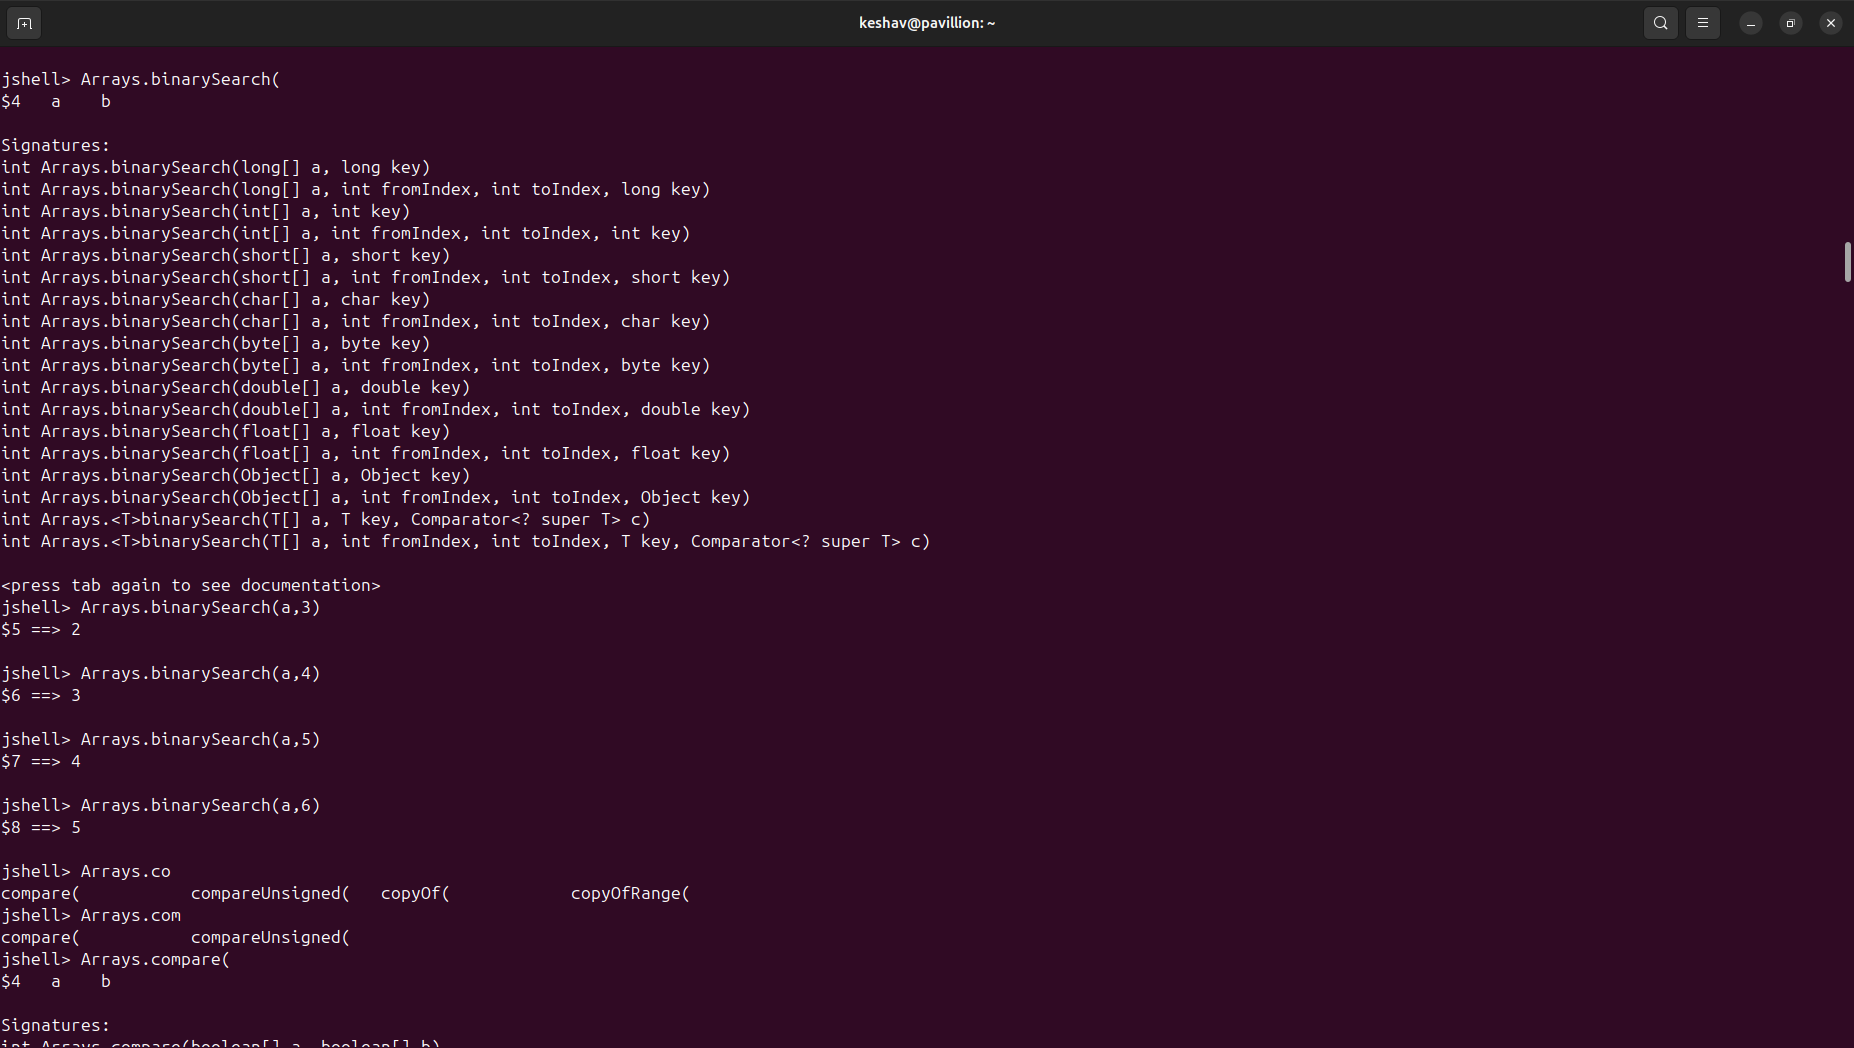 keshav@pavillion: ~
jshell> Arrays.binarySearch(
$4   a    b
Signatures:
int Arrays.binarySearch(long[] a, long key)
int Arrays.binarySearch(long[] a, int fromIndex, int toIndex, long key)
int Arrays.binarySearch(int[] a, int key)
int Arrays.binarySearch(int[] a, int fromIndex, int toIndex, int key)
int Arrays.binarySearch(short[] a, short key)
int Arrays.binarySearch(short[] a, int fromIndex, int toIndex, short key)
int Arrays.binarySearch(char[] a, char key)
int Arrays.binarySearch(char[] a, int fromIndex, int toIndex, char key)
int Arrays.binarySearch(byte[] a, byte key)
int Arrays.binarySearch(byte[] a, int fromIndex, int toIndex, byte key)
int Arrays.binarySearch(double[] a, double key)
int Arrays.binarySearch(double[] a, int fromIndex, int toIndex, double key)
int Arrays.binarySearch(float[] a, float key)
int Arrays.binarySearch(float[] a, int fromIndex, int toIndex, float key)
int Arrays.binarySearch(Object[] a, Object key)
int Arrays.binarySearch(Object[] a, int fromIndex, int toIndex, Object key)
int Arrays.<T>binarySearch(T[] a, T key, Comparator<? super T> c)
int Arrays.<T>binarySearch(T[] a, int fromIndex, int toIndex, T key, Comparator<? super T> c)
<press tab again to see documentation>
jshell> Arrays.binarySearch(a,3)
$5 ==> 2
jshell> Arrays.binarySearch(a,4)
$6 ==> 3
jshell> Arrays.binarySearch(a,5)
$7 ==> 4
jshell> Arrays.binarySearch(a,6)
$8 ==> 5
jshell> Arrays.co
compare(           compareUnsigned(   copyOf(            copyOfRange(
jshell> Arrays.com
compare(           compareUnsigned(
jshell> Arrays.compare(
$4   a    b
Signatures:
int Arrays.compare(boolean[] a, boolean[] b)